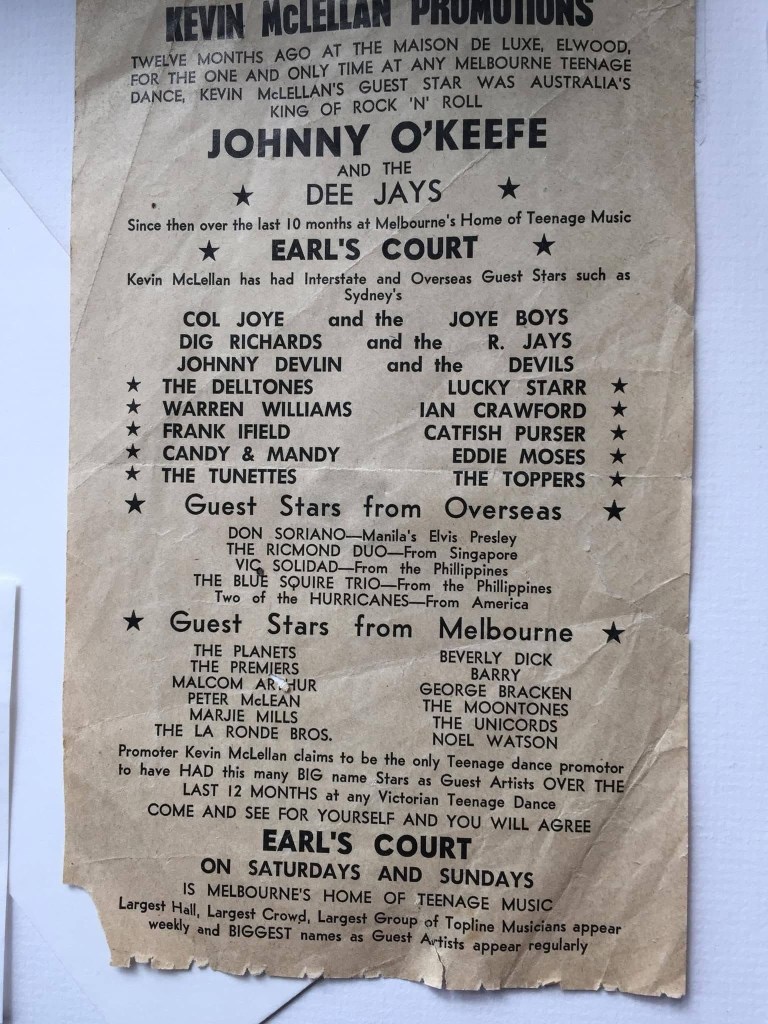 KEVIN McLELLAN PROMOTIONS
TWELVE MONTHS AGO AT THE MAISON DE LUXE, ELWOOD,
FOR THE ONE AND ONLY TIME AT ANY MELBOURNE TEENAGE
DANCE, KEVIN McLELLAN'S GUEST STAR WAS AUSTRALIA'S
KING OF ROCK 'N' ROLL
JOHNNY O'KEEFE
AND THE
★ DEE JAYS ★
Since then over the last 10 months at Melbourne's Home of Teenage Music
★ EARL'S COURT ★
Kevin McLellan has had Interstate and Overseas Guest Stars such as
Sydney's
COL JOYE and the JOYE BOYS
DIG RICHARDS and the R. JAYS
JOHNNY DEVLIN and the DEVILS
★ THE DELLTONES LUCKY STARR ★
★ WARREN WILLIAMS IAN CRAWFORD ★
★ FRANK IFIELD CATFISH PURSER ★
★ CANDY & MANDY EDDIE MOSES ★
★ THE TUNETTES THE TOPPERS ★
★ Guest Stars from Overseas ★
DON SORIANO—Manila's Elvis Presley
THE RICMOND DUO—From Singapore
VIC SOLIDAD—From the Phillippines
THE BLUE SQUIRE TRIO—From the Phillippines
Two of the HURRICANES—From America
★ Guest Stars from Melbourne ★
THE PLANETS BEVERLY DICK
THE PREMIERS BARRY
MALCOM ARTHUR GEORGE BRACKEN
PETER McLEAN THE MOONTONES
MARJIE MILLS THE UNICORDS
THE LA RONDE BROS. NOEL WATSON
Promoter Kevin McLellan claims to be the only Teenage dance promotor
to have HAD this many BIG name Stars as Guest Artists OVER THE
LAST 12 MONTHS at any Victorian Teenage Dance
COME AND SEE FOR YOURSELF AND YOU WILL AGREE
EARL'S COURT
ON SATURDAYS AND SUNDAYS
IS MELBOURNE'S HOME OF TEENAGE MUSIC
Largest Hall, Largest Crowd, Largest Group of Topline Musicians appear
weekly and BIGGEST names as Guest Artists appear regularly